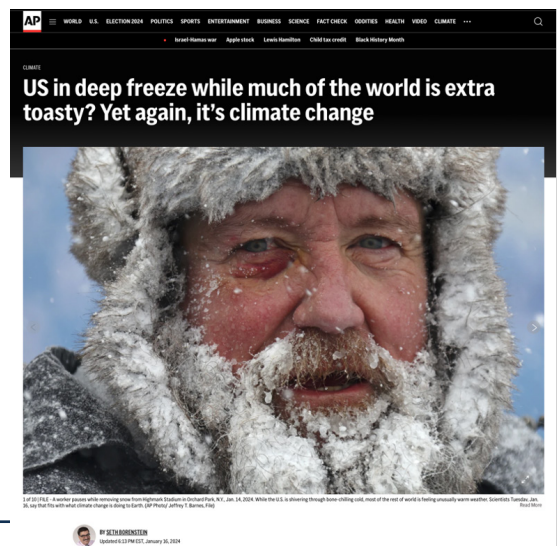 AP WORLD U.S. ELECTION 2024 POLITICS SPORTS ENTERTAINMENT BUSINESS SCIENCE FACT CHECK ODDITIES HEALTH VIDEO CLIMATE •••
• Israel-Hamas war Apple stock Lewis Hamilton Child tax credit Black History Month
CLIMATE
US in deep freeze while much of the world is extra
toasty? Yet again, it’s climate change
1 of 10 | FILE - A worker pauses while removing snow from Highmark Stadium in Orchard Park, N.Y., Jan. 14, 2024. While the U.S. is shivering through bone-chilling cold, most of the rest of world is feeling unusually warm weather. Scientists Tuesday, Jan.
16, say that fits with what climate change is doing to Earth. (AP Photo/ Jeffrey T. Barnes, File) Read More
BY SETH BORENSTEIN
Updated 6:13 PM EST, January 16, 2024